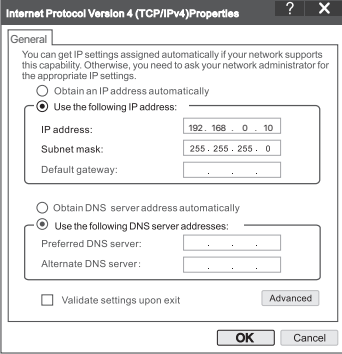 Internet Protocol Version 4 (TCP/IPv4)Properties ? X
General
You can get IP settings assigned automatically if your network supports
this capability. Otherwise, you need to ask your network administrator for
the appropriate IP settings.
Obtain an IP address automatically
Use the following IP address:
IP address: 192 . 168 . 0 . 10
Subnet mask: 255 . 255 . 255 . 0
Default gateway: . . .
Obtain DNS server address automatically
Use the following DNS server addresses:
Preferred DNS server: . . .
Alternate DNS server : . . .
Validate settings upon exit Advanced
OK Cancel